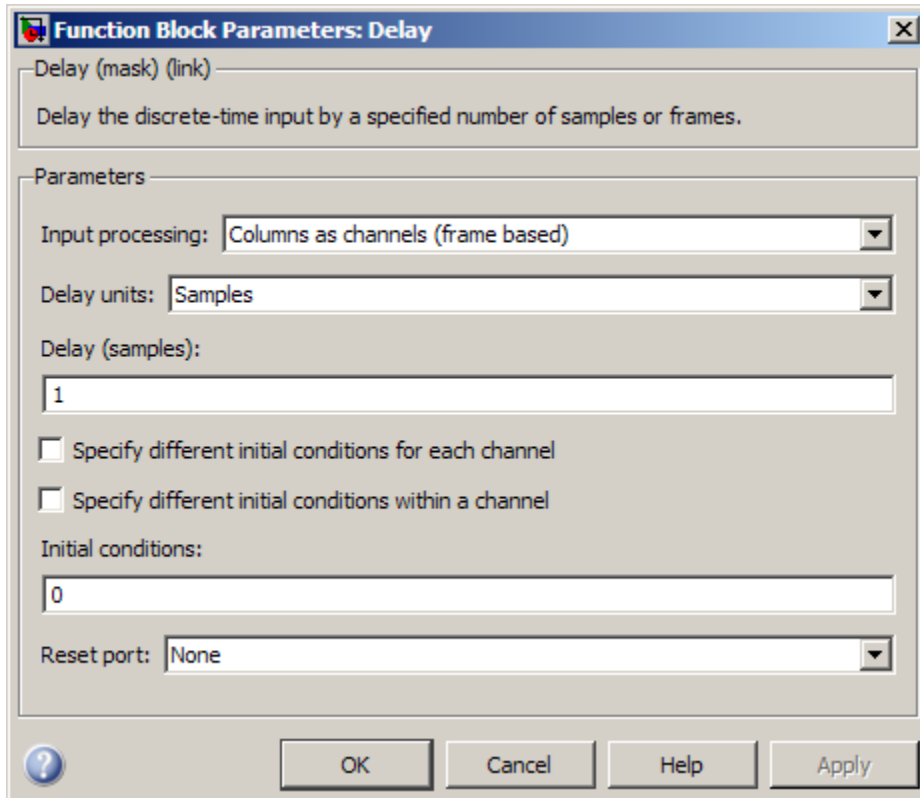 Function Block Parameters: Delay
Delay (mask) (link)
Delay the discrete-time input by a specified number of samples or frames.
Parameters
Input processing: Columns as channels (frame based)
Delay units: Samples
Delay (samples):
1
Specify different initial conditions for each channel
Specify different initial conditions within a channel
Initial conditions:
0
Reset port: None
? OK Cancel Help Apply